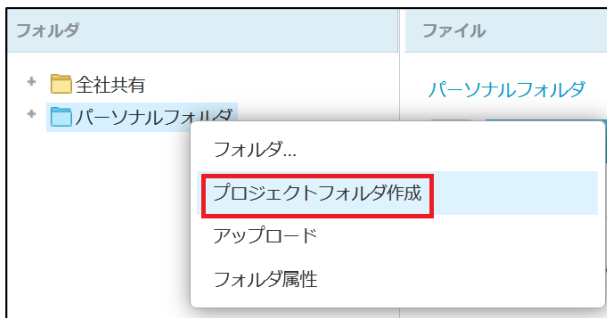 フォルダ
ファイル
全社共有
パーソナルフォルダ
パーソナルフォルダ
フォルダ...
プロジェクトフォルダ作成
アップロード
フォルダ属性